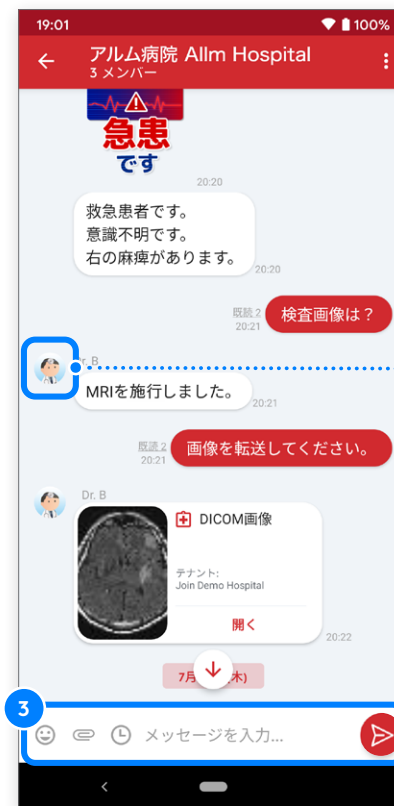 19:01
100%
アルム病院 Allm Hospital
3 メンバー
急患
です
20:20
救急患者です。
意識不明です。
右の麻痺があります。
20:20
既読 2
20:21
検査画像は？
r. B
MRIを施行しました。
20:21
既読 2
20:21
画像を転送してください。
Dr. B
DICOM画像
テナント:
Join Demo Hospital
開く
20:22
7月 木)
3
メッセージを入力...